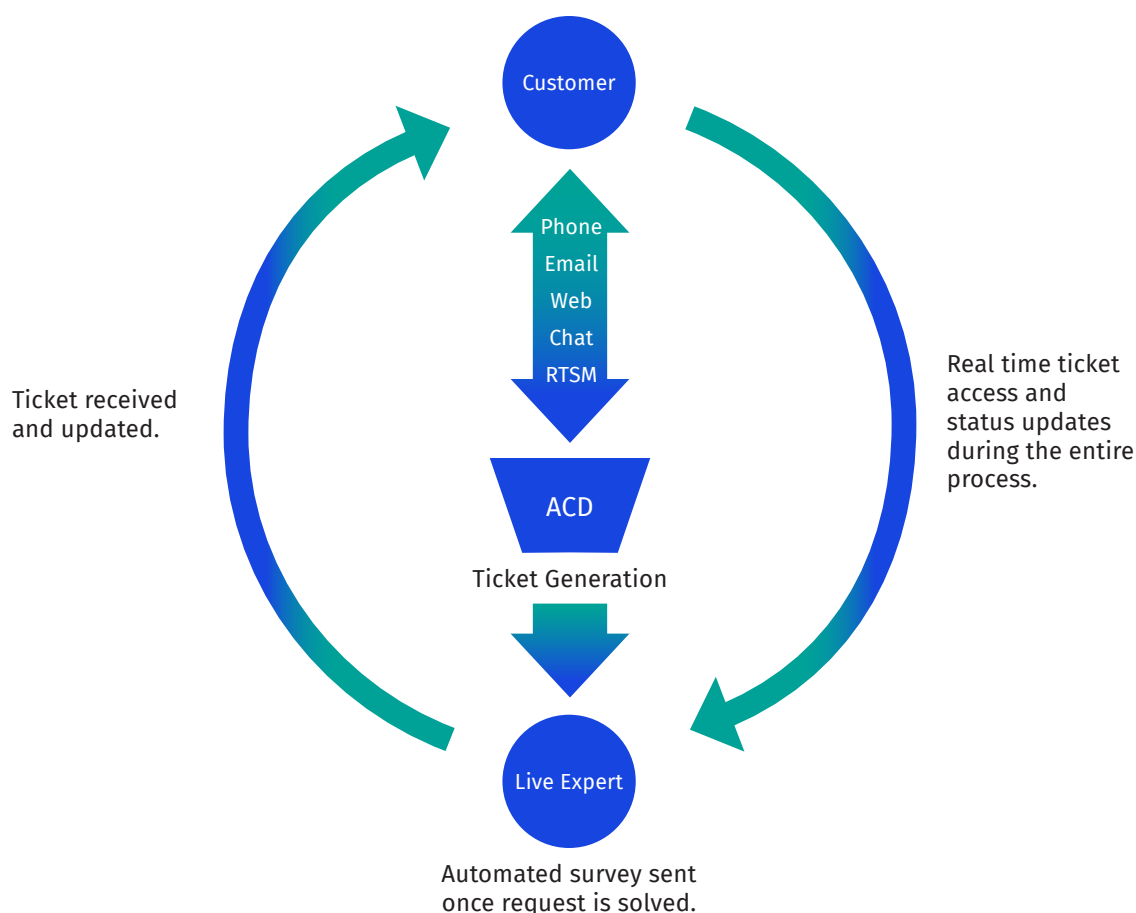 Customer
Phone
Email
Web
Chat
RTSM
Ticket received
and updated.
Real time ticket
access and
status updates
during the entire
process.
ACD
Ticket Generation
Live Expert
Automated survey sent
once request is solved.